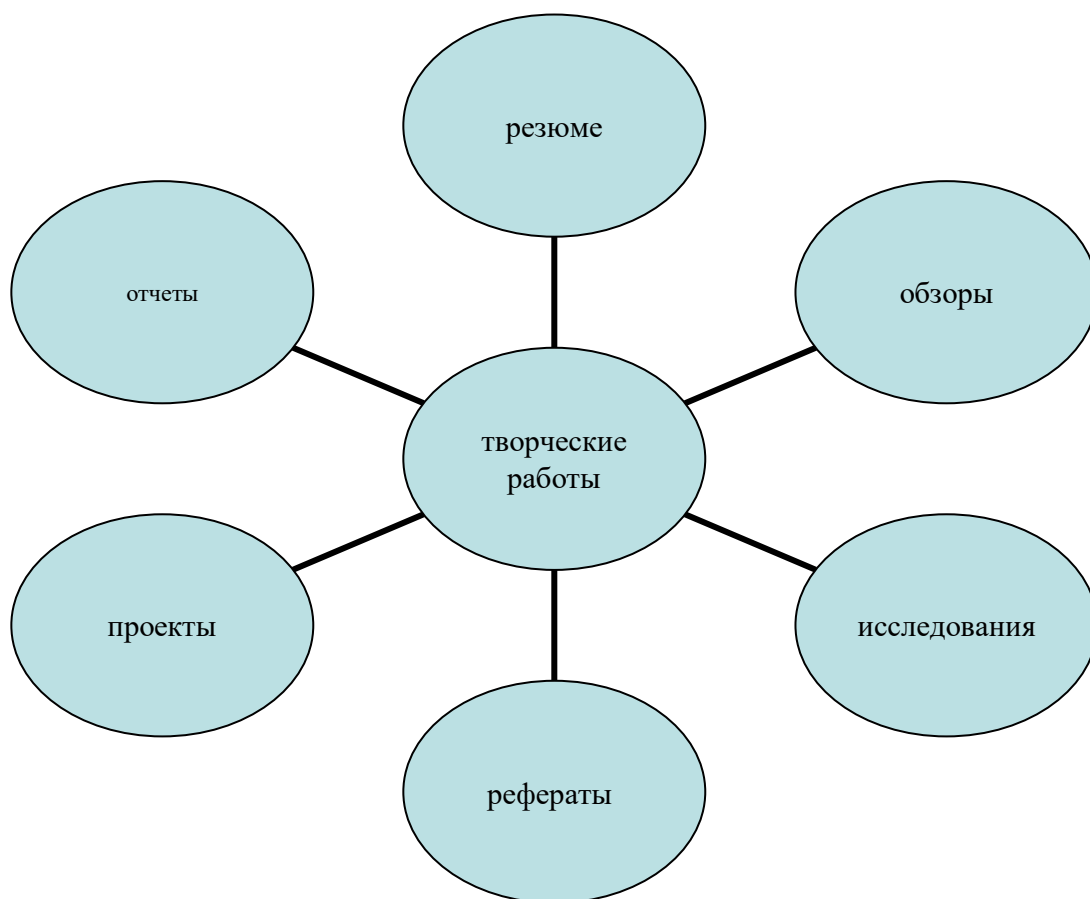 резюме
отчеты
обзоры
творческие
работы
проекты
исследования
рефераты